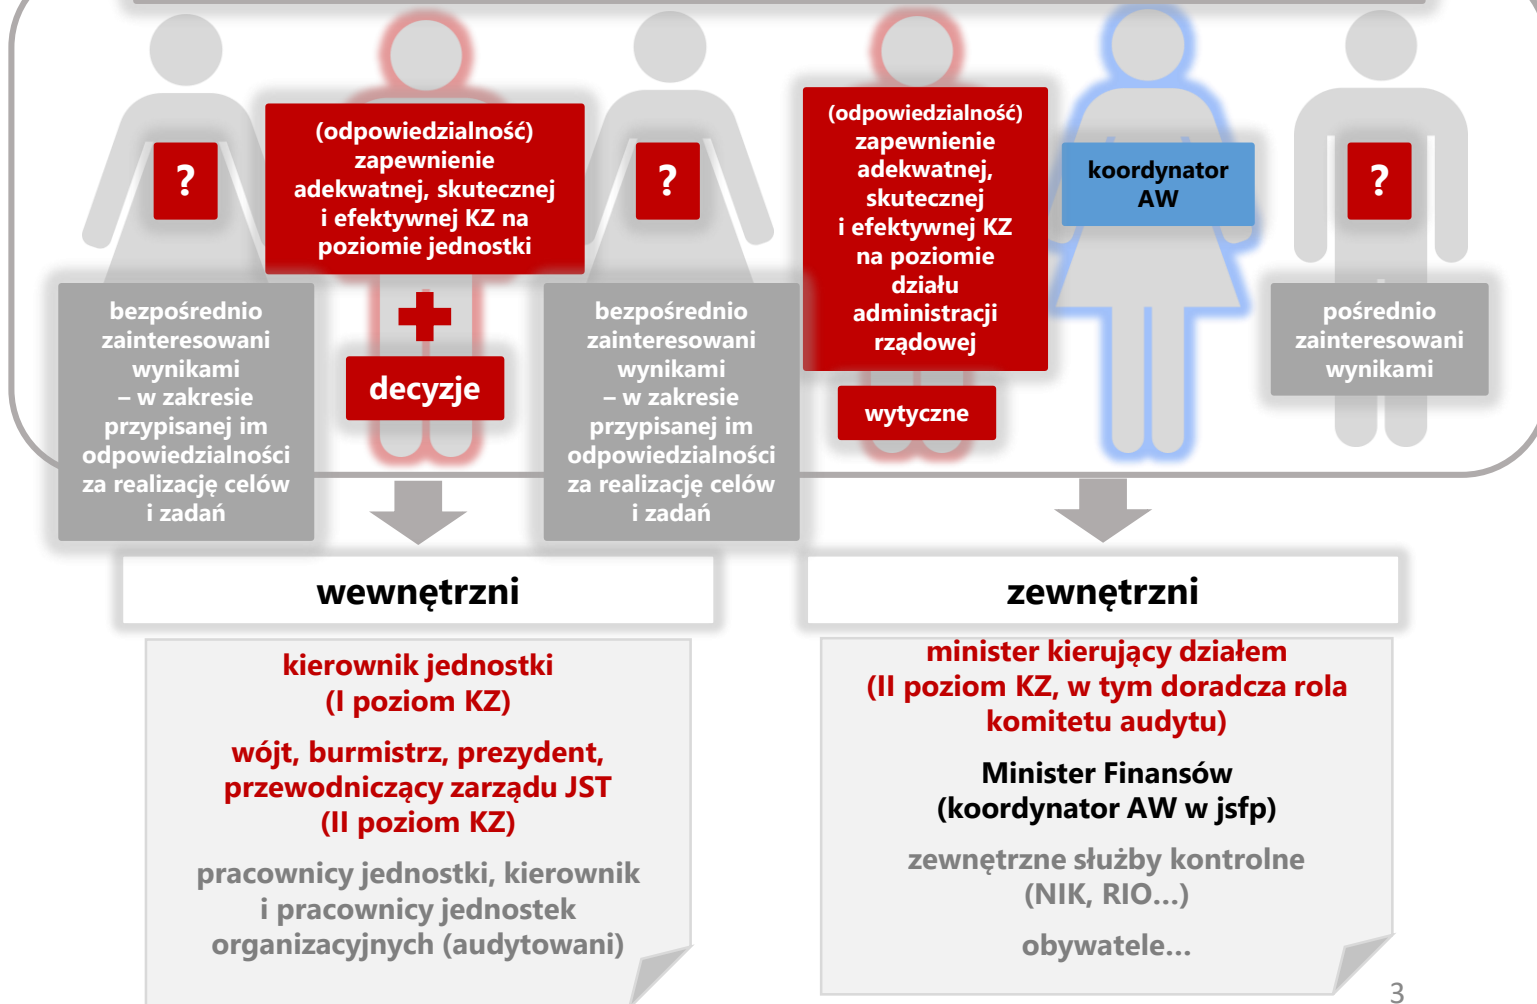 ?
(odpowiedzialność)
zapewnienie
adekwatnej, skutecznej
i efektywnej KZ na
poziomie jednostki
decyzje
?
(odpowiedzialność)
zapewnienie
adekwatnej,
skutecznej
i efektywnej KZ
na poziomie
działu
administracji
rządowej
wytyczne
koordynator
AW
?
bezpośrednio
zainteresowani
wynikami
– w zakresie
przypisanej im
odpowiedzialności
za realizację celów
i zadań
bezpośrednio
zainteresowani
wynikami
– w zakresie
przypisanej im
odpowiedzialności
za realizację celów
i zadań
pośrednio
zainteresowani
wynikami
wewnętrzni
kierownik jednostki
(I poziom KZ)
wójt, burmistrz, prezydent,
przewodniczący zarządu JST
(II poziom KZ)
pracownicy jednostki, kierownik
i pracownicy jednostek
organizacyjnych (audytowani)
zewnętrzni
minister kierujący działem
(II poziom KZ, w tym doradcza rola
komitetu audytu)
Minister Finansów
(koordynator AW w jsfp)
zewnętrzne służby kontrolne
(NIK, RIO…)
obywatele…
3